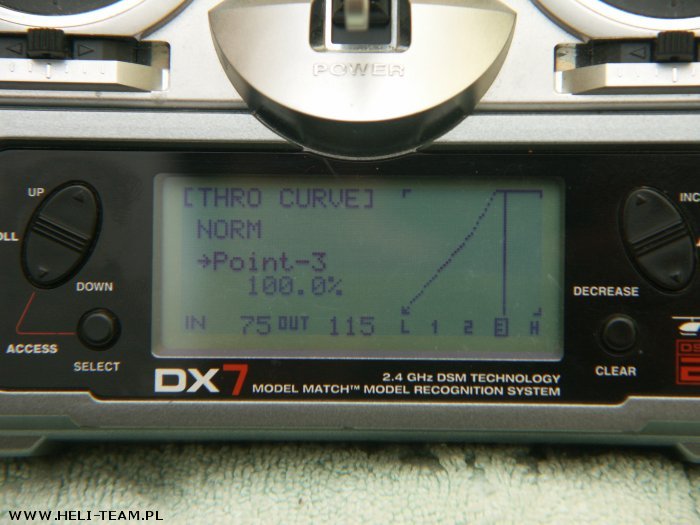 POWER
UP
INC
[THRO CURVE]
NORM
→Point-3
100.0%
IN 75 OUT 115 L 1 2 3 H
DOWN
DECREASE
ACCESS
SELECT
CLEAR
DX7
2.4 GHz DSM TECHNOLOGY
MODEL MATCH™ MODEL RECOGNITION SYSTEM
WWW.HELI-TEAM.PL